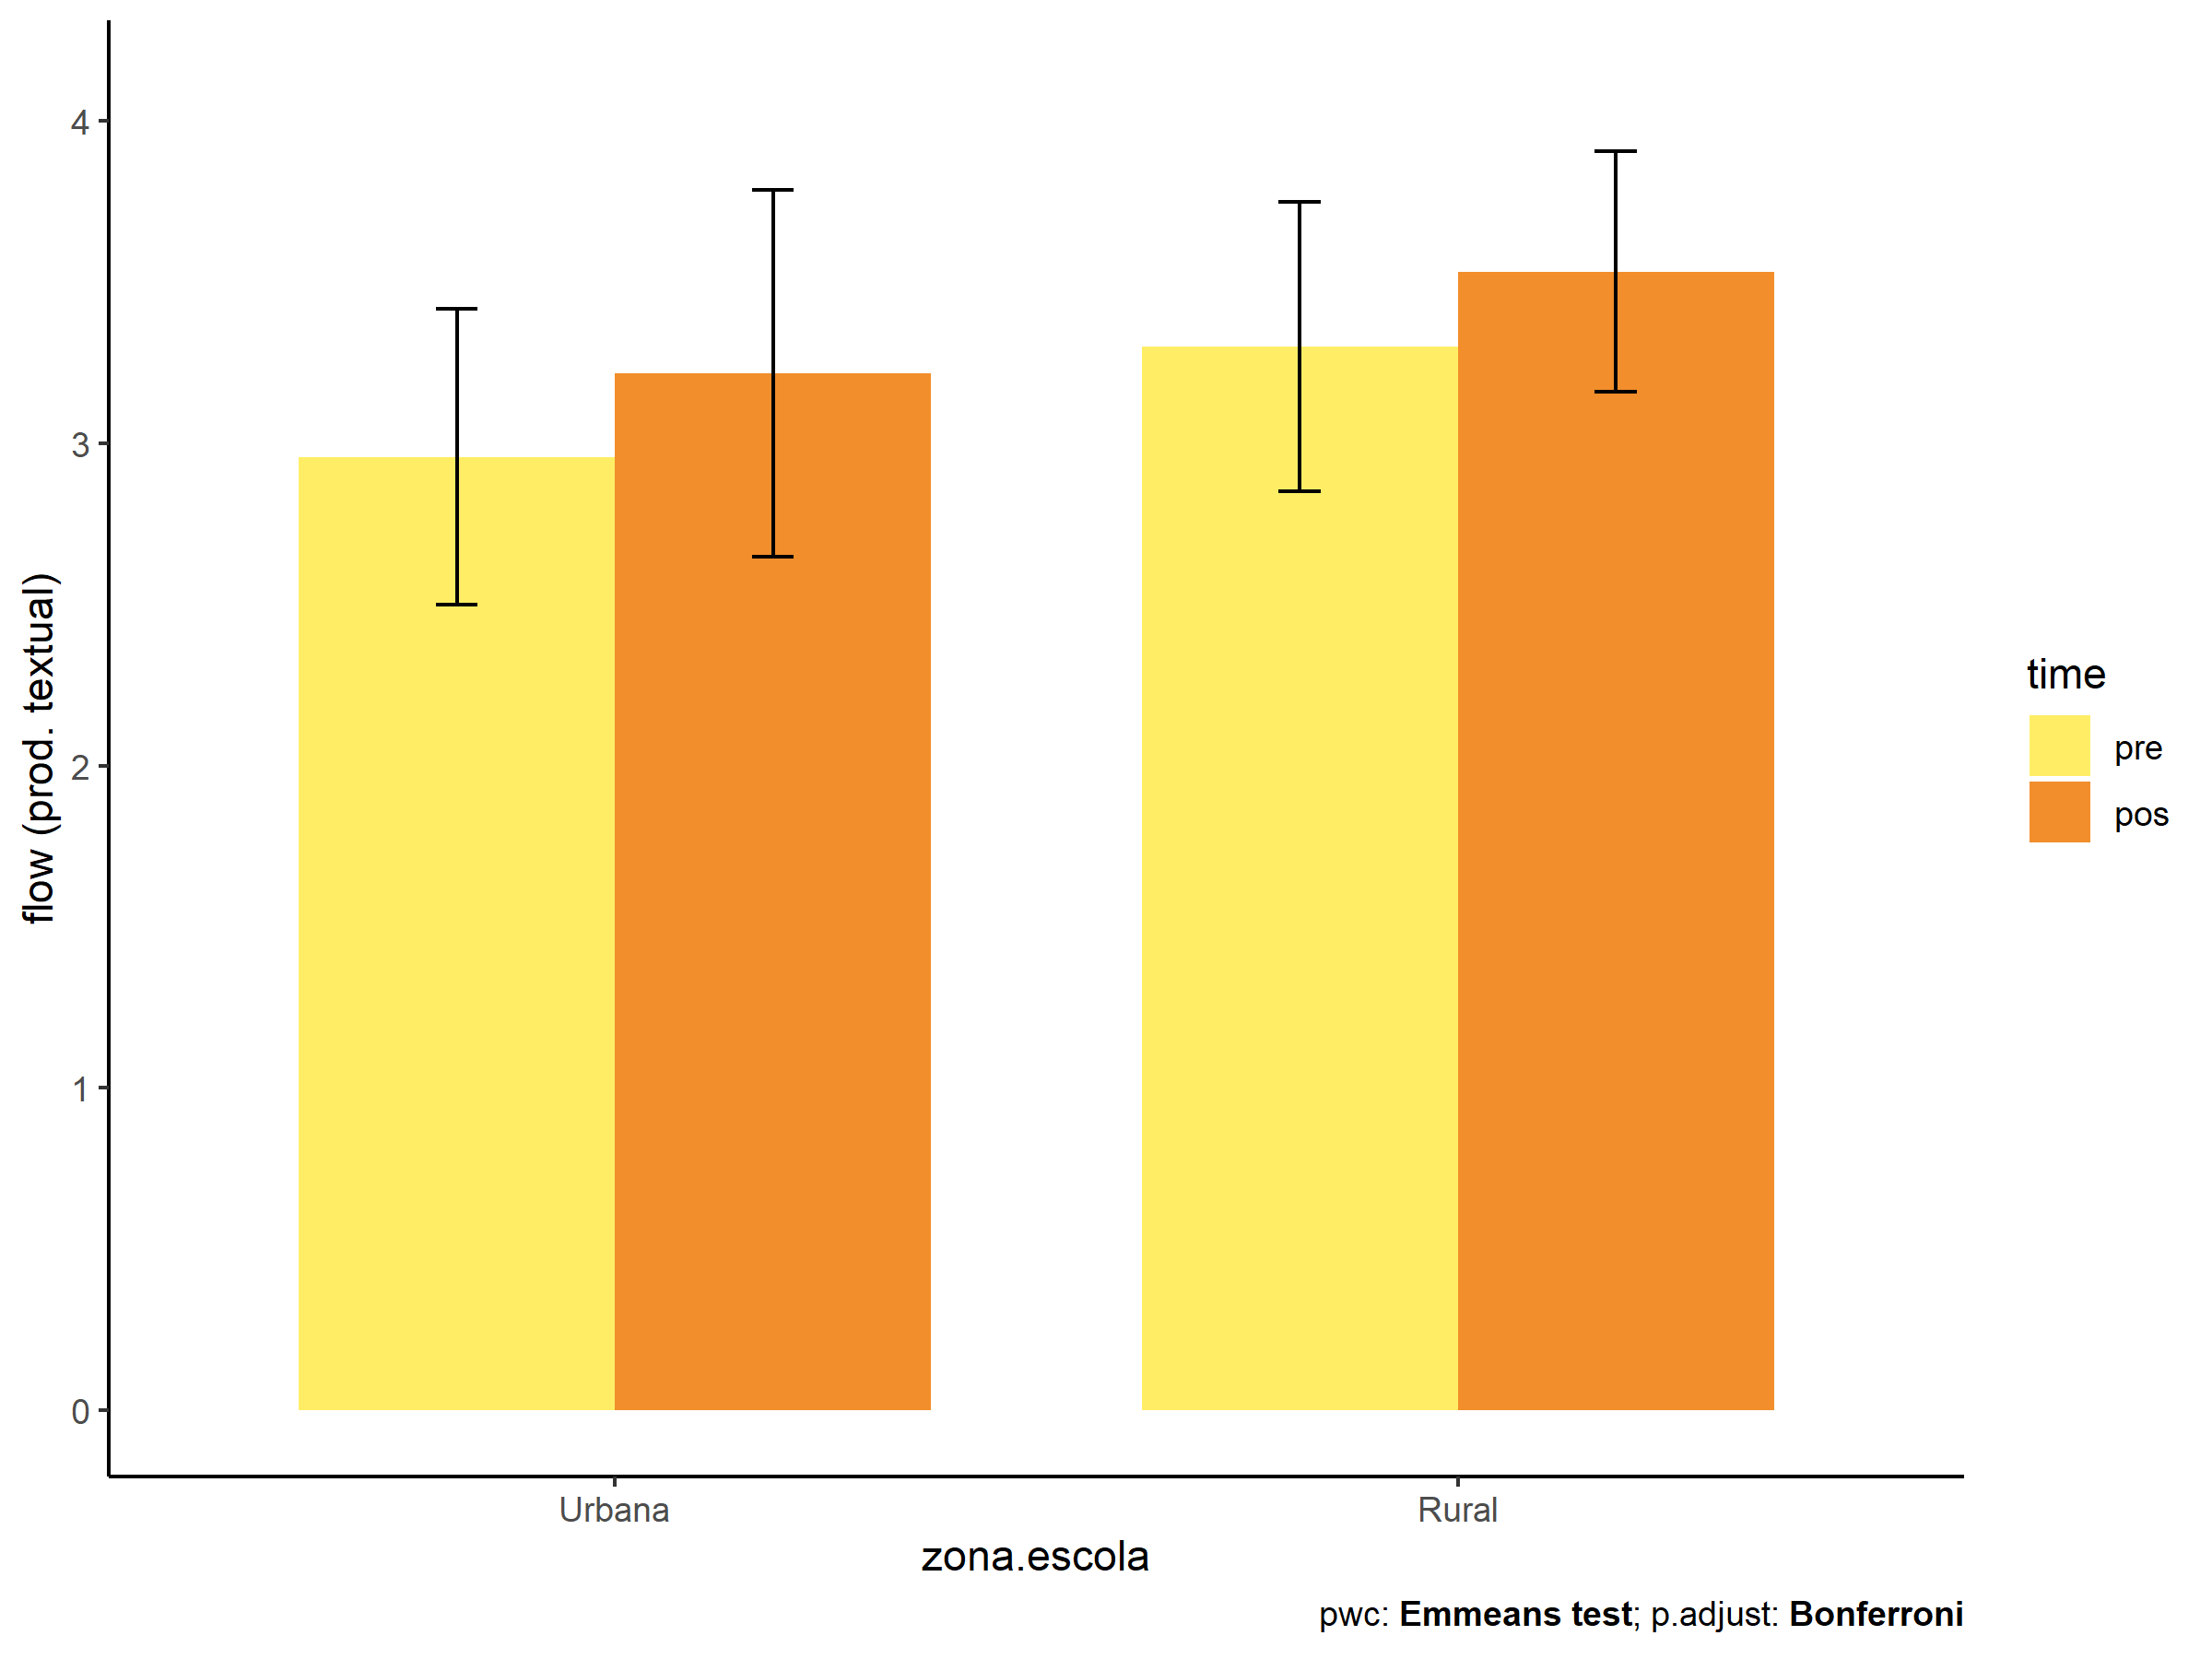 4
3
2
1
0
flow (prod. textual)
Urbana
Rural
zona.escola
time
pre
pos
pwc: Emmeans test; p.adjust: Bonferroni